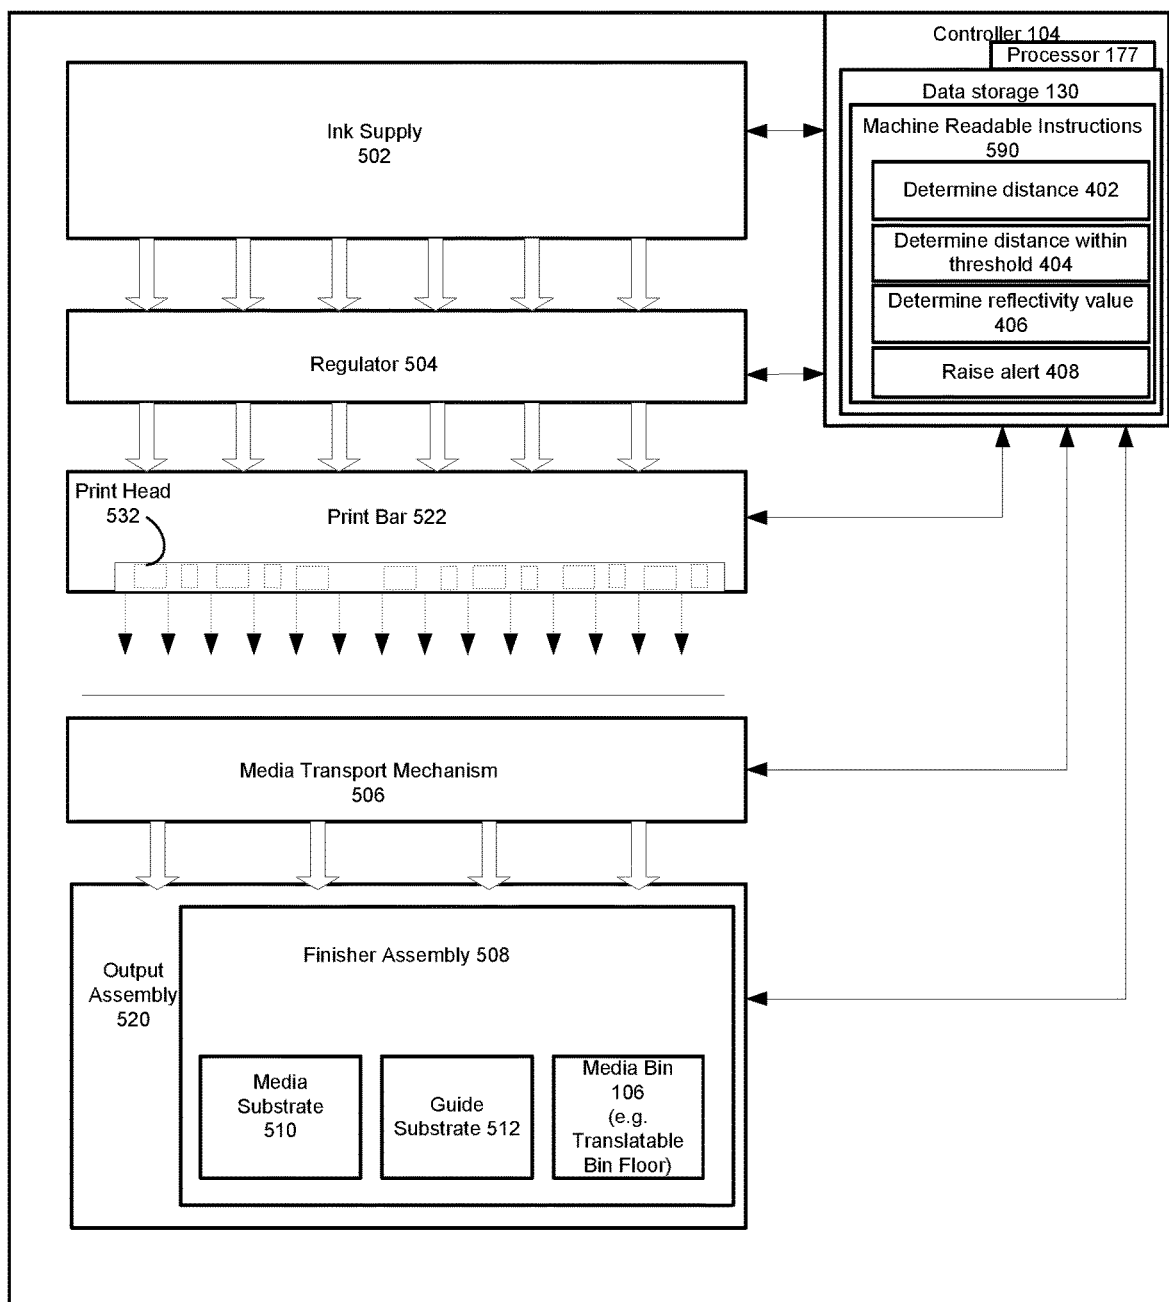 Controller 104
Processor 177
Data storage 130
Machine Readable Instructions
590
Determine distance 402
Determine distance within
threshold 404
Determine reflectivity value
406
Raise alert 408
Ink Supply
502
Regulator 504
Print Head
532
Print Bar 522
Media Transport Mechanism
506
Output
Assembly
520
Finisher Assembly 508
Media
Substrate
510
Guide
Substrate 512
Media Bin
106
(e.g.
Translatable
Bin Floor)